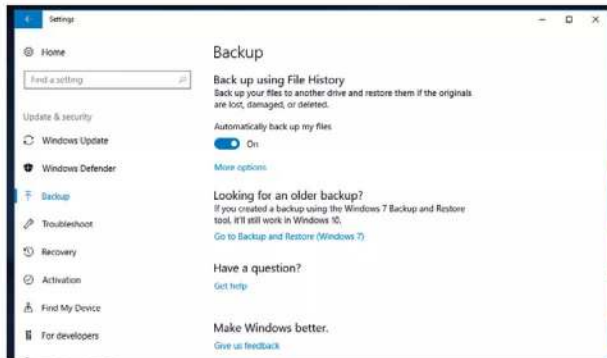 Settings
Home
Find a setting
Update & security
Windows Update
Windows Defender
Backup
Troubleshoot
Recovery
Activation
Find My Device
For developers
Backup
Back up using File History
Back up your files to another drive and restore them if the originals
are lost, damaged, or deleted.
Automatically back up my files
On
More options
Looking for an older backup?
If you created a backup using the Windows 7 Backup and Restore
tool, it'll still work in Windows 10.
Go to Backup and Restore (Windows 7)
Have a question?
Get help
Make Windows better.
Give us feedback